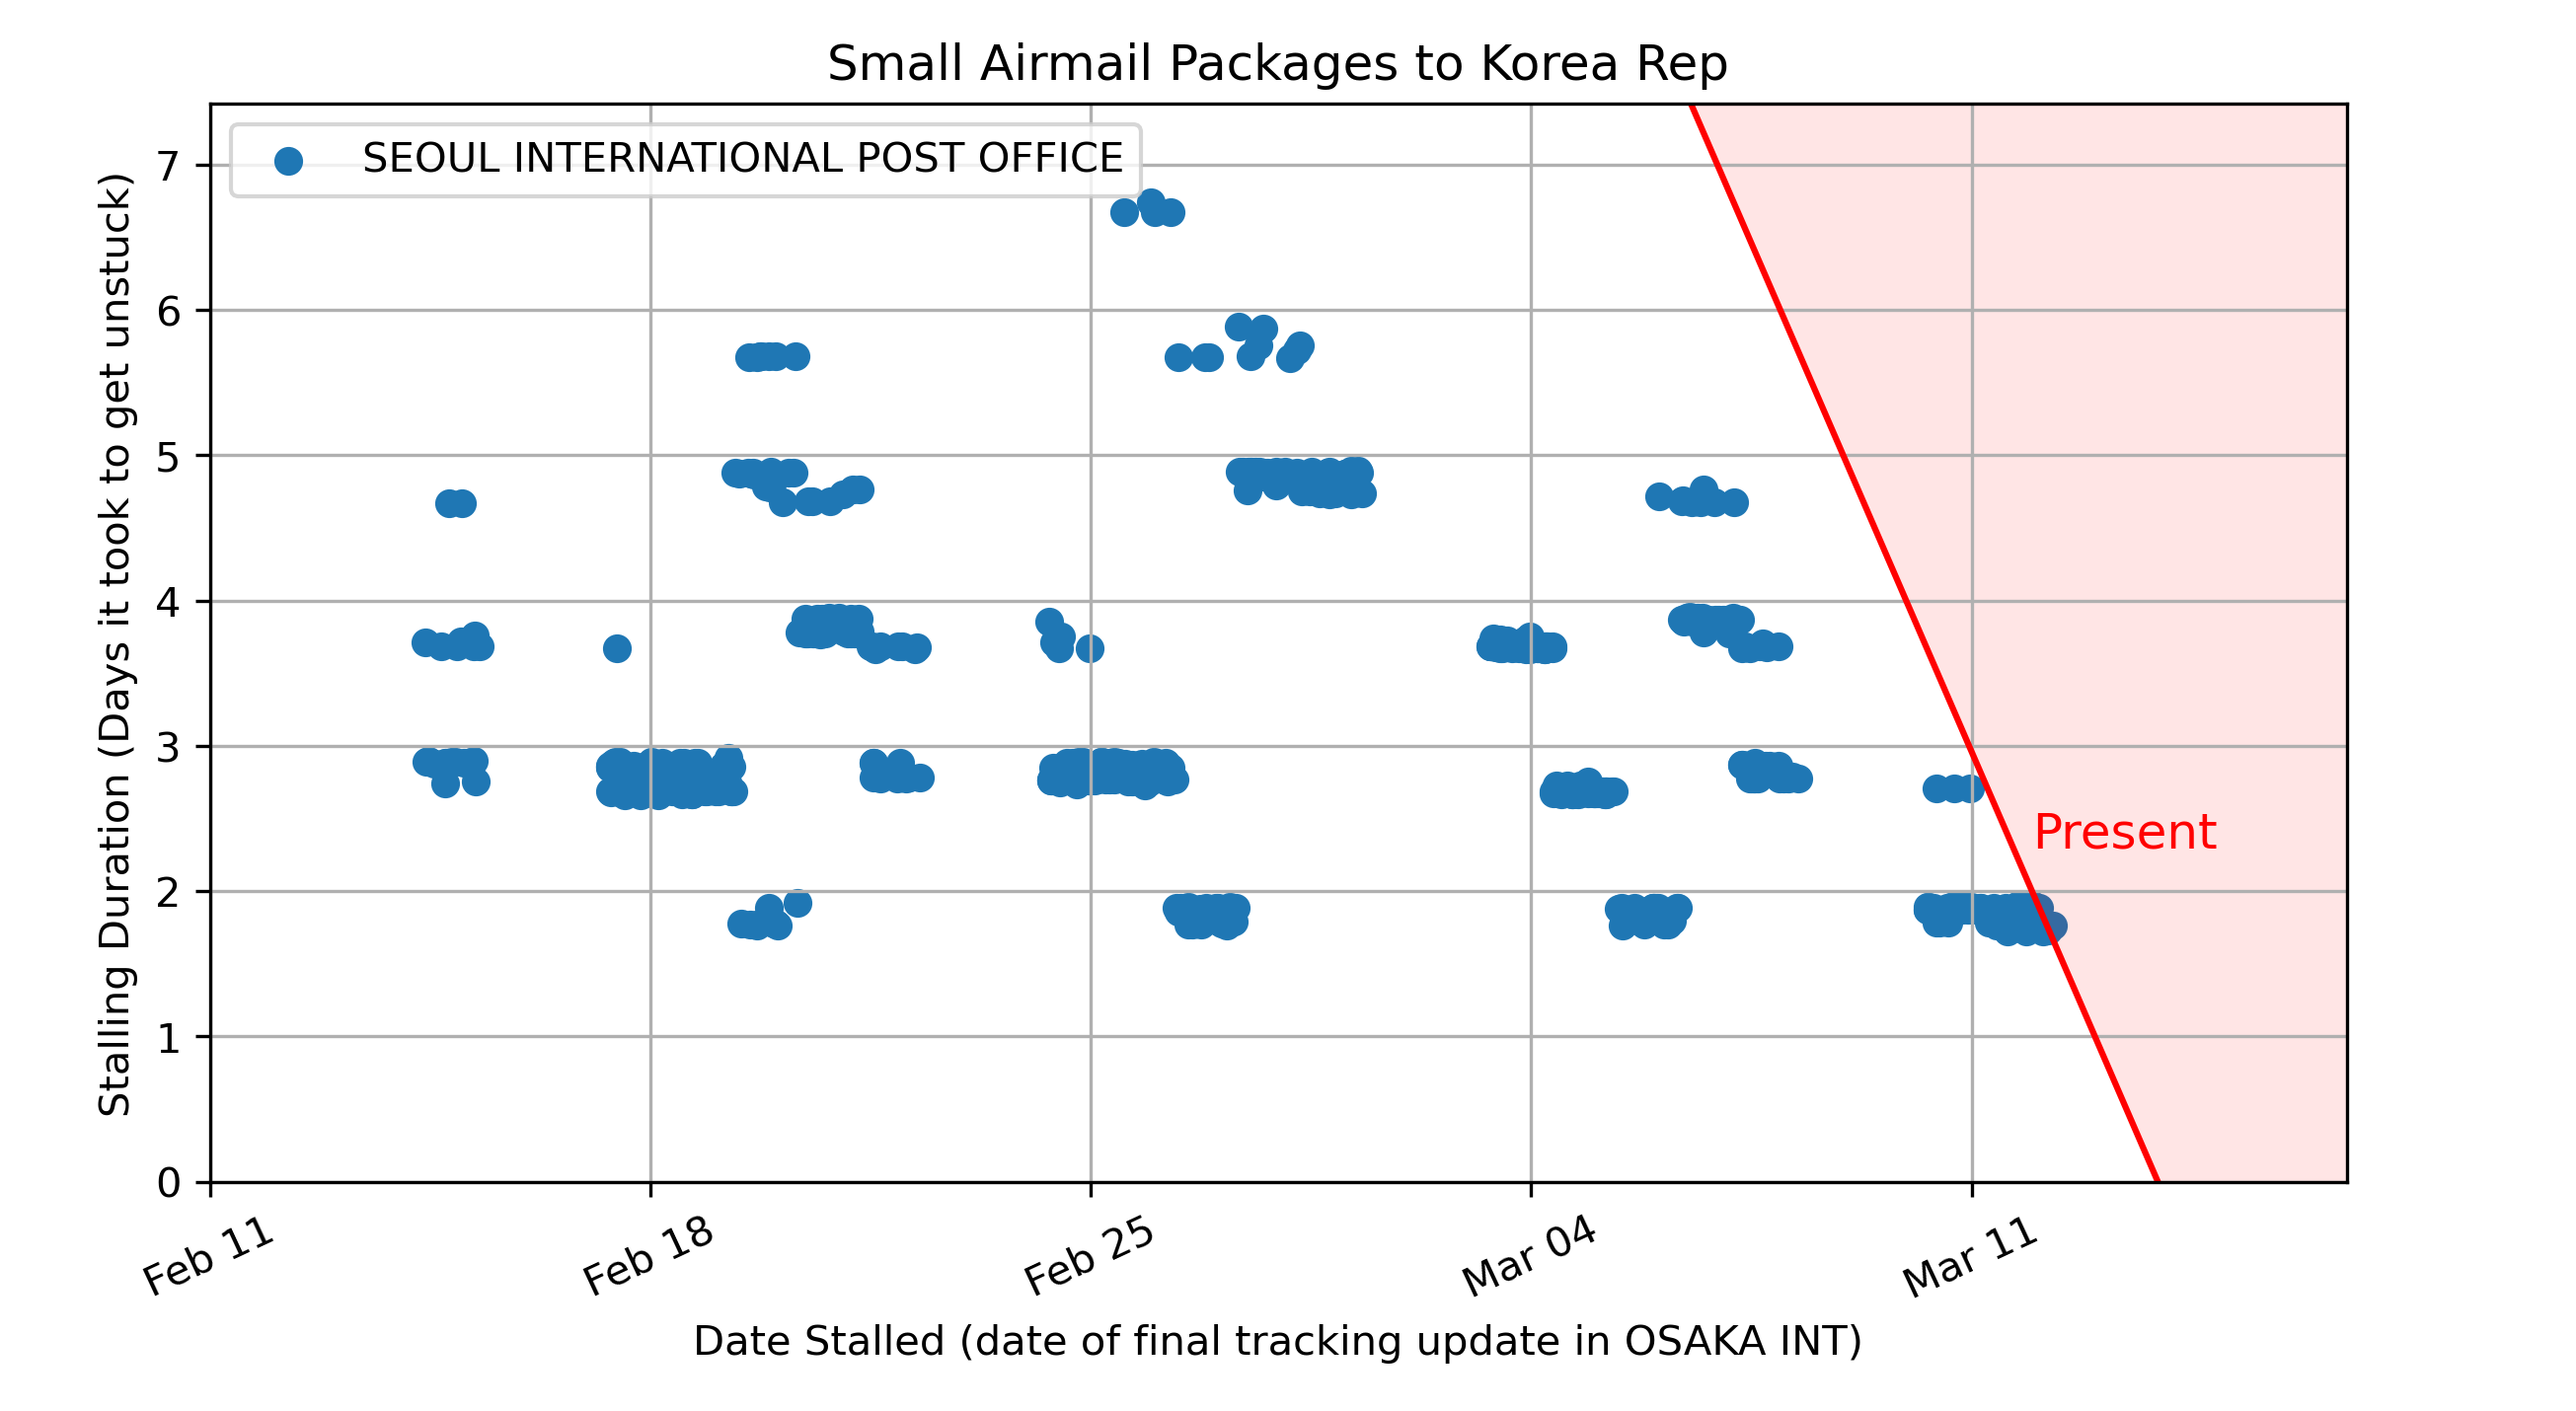 Small Airmail Packages to Korea Rep
SEOUL INTERNATIONAL POST OFFICE
Stalling Duration (Days it took to get unstuck)
7
6
5
4
3
2
1
0
Present
Feb 11
Feb 18
Feb 25
Mar 04
Mar 11
Date Stalled (date of final tracking update in OSAKA INT)